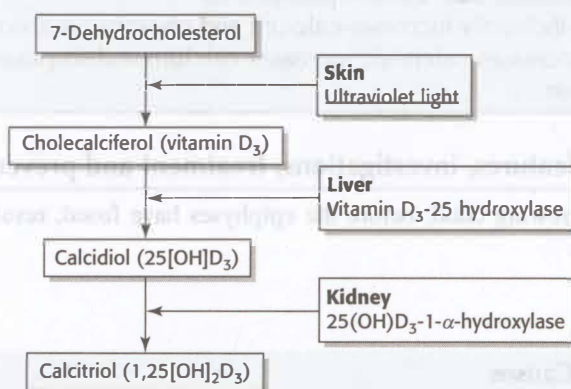 7-Dehydrocholesterol
Skin
Ultraviolet light
Cholecalciferol (vitamin D₃)
Liver
Vitamin D₃-25 hydroxylase
Calcidiol (25[OH]D₃)
Kidney
25(OH)D₃-1-α-hydroxylase
Calcitriol (1,25[OH]₂D₃)